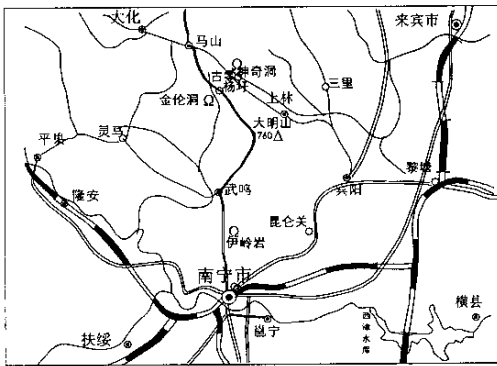 大化
来宾市
马山
神奇洞
古零
杨圩
金伦洞
三里
上林
大明山
760△
平果
灵马
黎塘
宾阳
武鸣
隆安
昆仑关
伊岭岩
南宁市
横县
西津水库
邕宁
扶绥